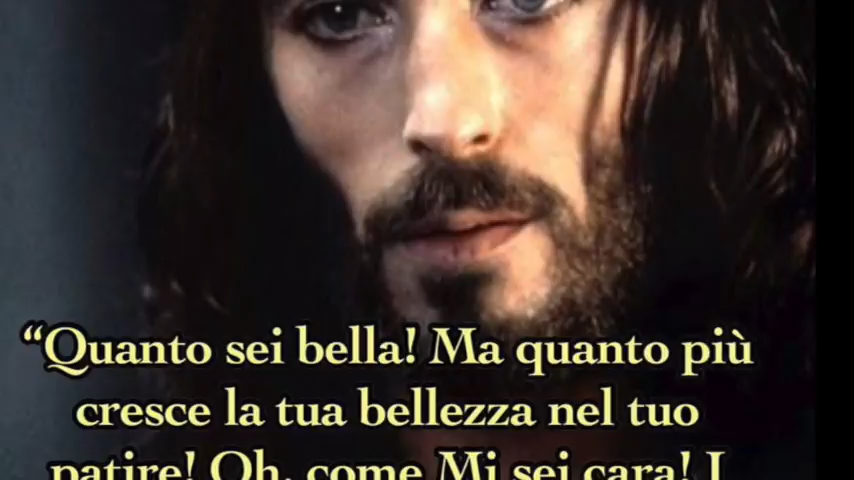 “Quanto sei bella! Ma quanto più
cresce la tua bellezza nel tuo
patire! Oh, come Mi sei cara! I